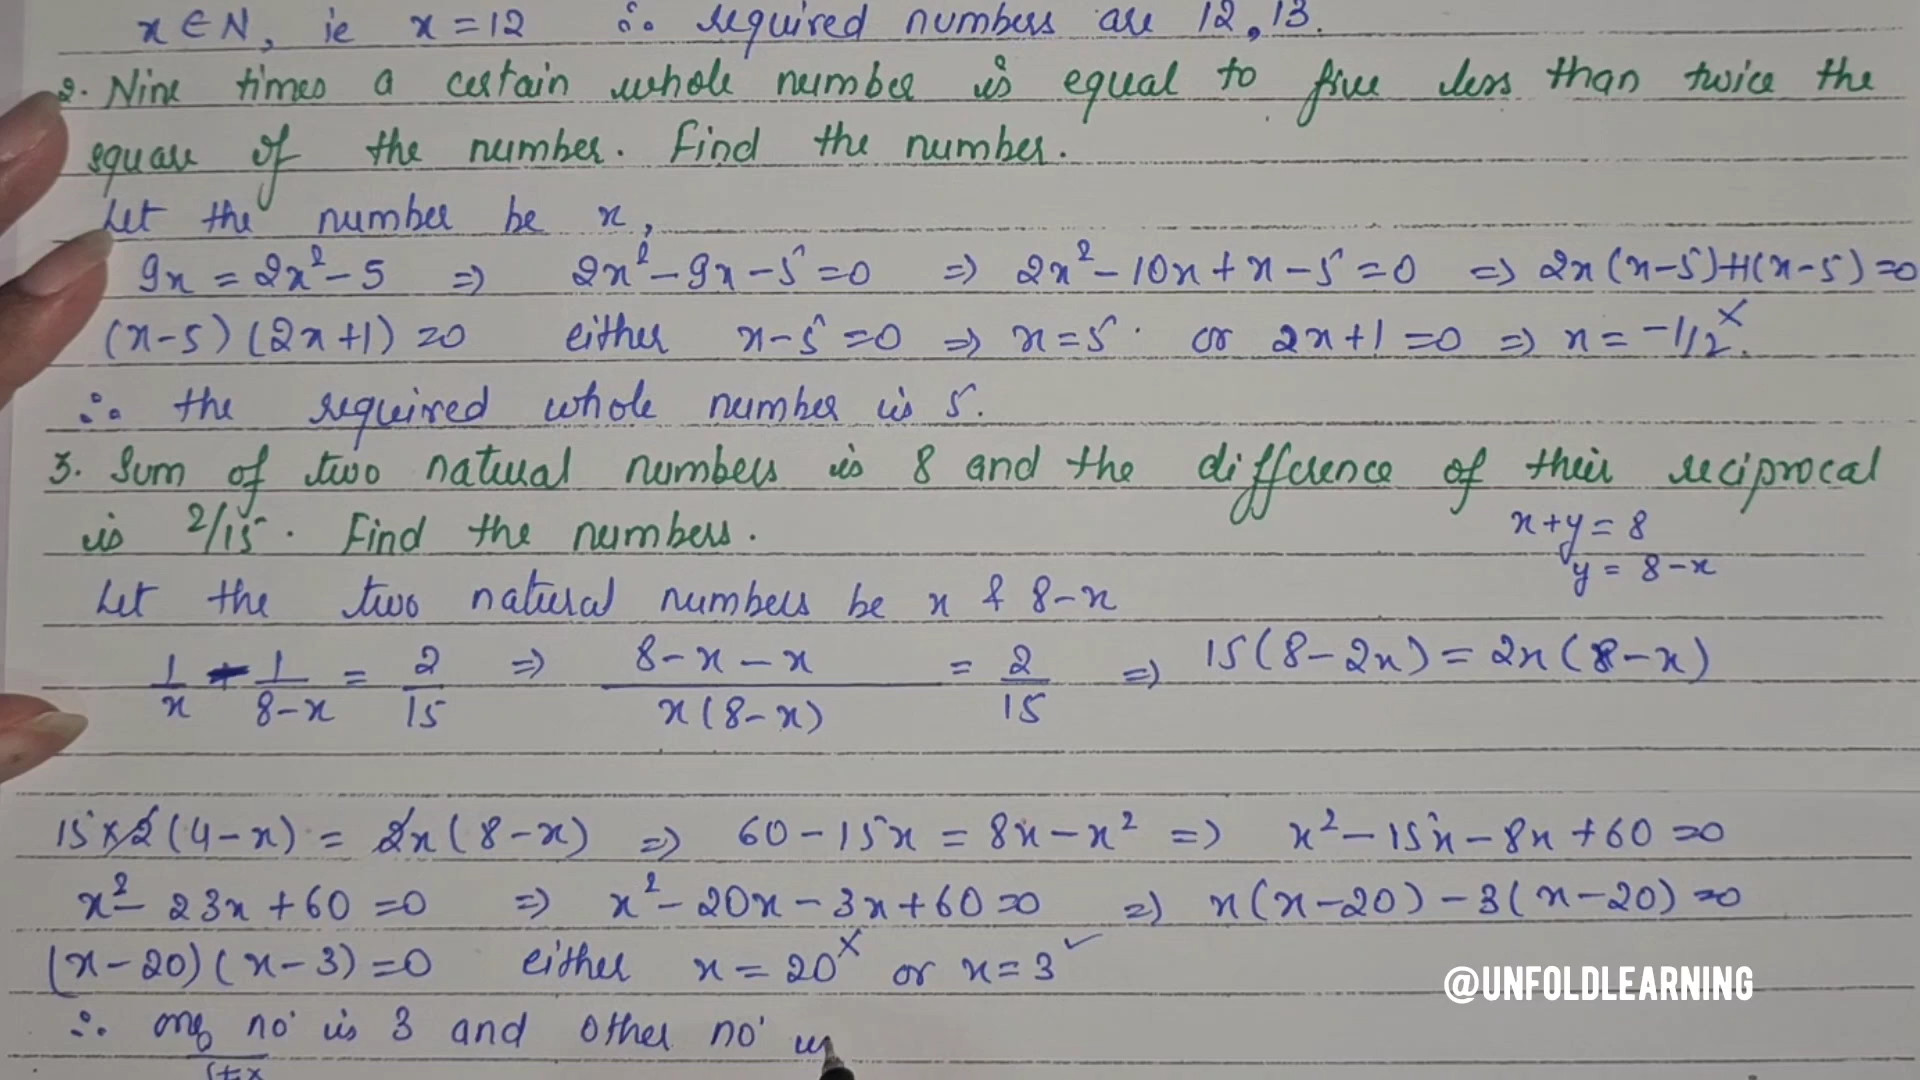 x ∈ N, ie x = 12 ∴ required numbers are 12, 13.
2. Nine times a certain whole number is equal to five less than twice the
square of the number. Find the number.
Let the number be x,
9x = 2x² - 5 ⇒ 2x² - 9x - 5 = 0 ⇒ 2x² - 10x + x - 5 = 0 ⇒ 2x(x-5)+1(x-5)=0
(x-5)(2x+1)=0 either x-5=0 ⇒ x=5. or 2x+1=0 ⇒ x = -1/2 ×.
∴ the required whole number is 5.
3. Sum of two natural numbers is 8 and the difference of their reciprocal
is 2/15. Find the numbers.
x+y = 8
y = 8-x
Let the two natural numbers be x & 8-x
1/x - 1/(8-x) = 2/15 ⇒ (8-x-x)/(x(8-x)) = 2/15 ⇒ 15(8-2x) = 2x(8-x)
15×2(4-x) = 2x(8-x) ⇒ 60-15x = 8x-x² ⇒ x²-15x-8x+60=0
x²-23x+60=0 ⇒ x²-20x-3x+60=0 ⇒ x(x-20)-3(x-20)=0
(x-20)(x-3)=0 either x=20 × or x=3 ✓
@UNFOLDLEARNING
∴ one no' is 3 and other no' is